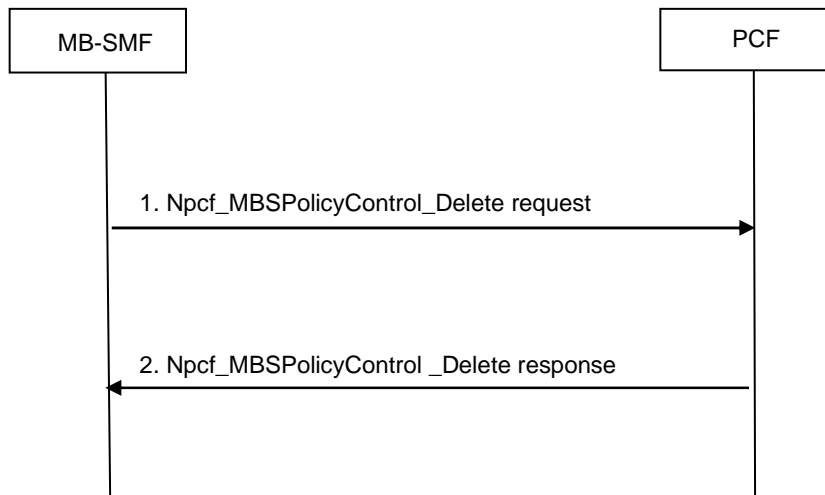 MB-SMF
PCF
1. Npcf_MBSPolicyControl_Delete request
2. Npcf_MBSPolicyControl _Delete response